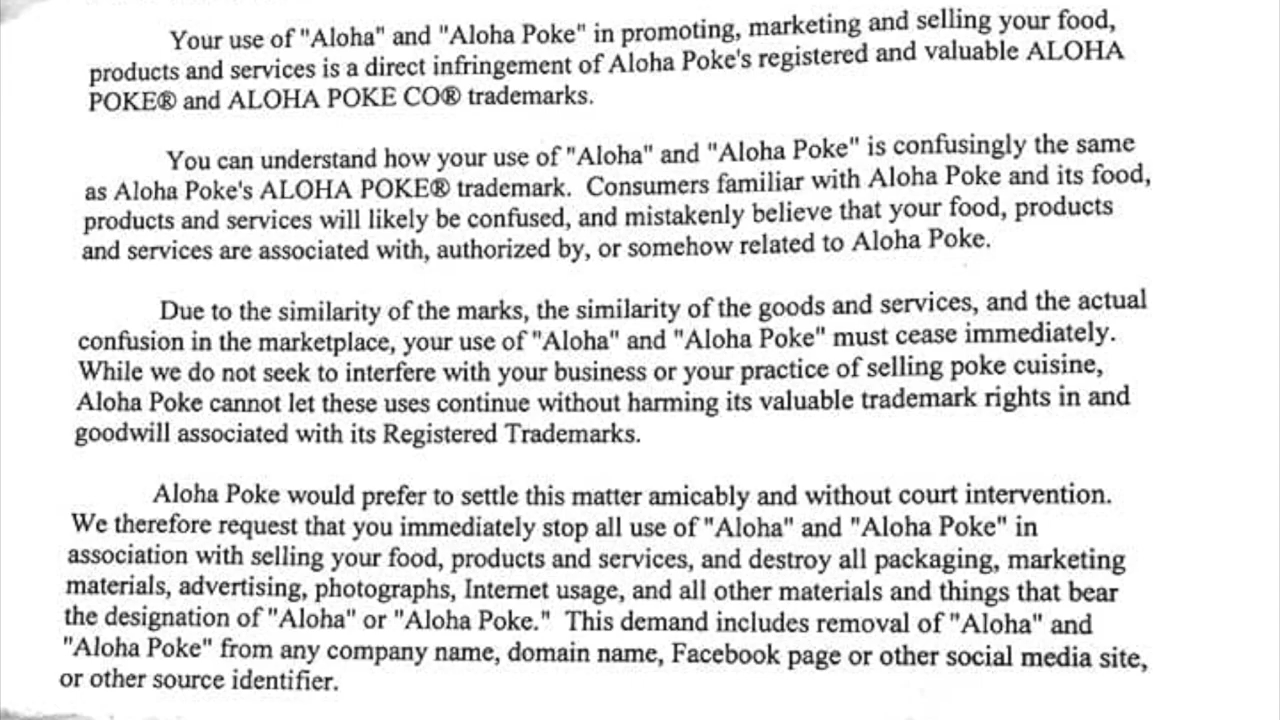 Your use of "Aloha" and "Aloha Poke" in promoting, marketing and selling your food,
products and services is a direct infringement of Aloha Poke's registered and valuable ALOHA
POKE® and ALOHA POKE CO® trademarks.
You can understand how your use of "Aloha" and "Aloha Poke" is confusingly the same
as Aloha Poke's ALOHA POKE® trademark. Consumers familiar with Aloha Poke and its food,
products and services will likely be confused, and mistakenly believe that your food, products
and services are associated with, authorized by, or somehow related to Aloha Poke.
Due to the similarity of the marks, the similarity of the goods and services, and the actual
confusion in the marketplace, your use of "Aloha" and "Aloha Poke" must cease immediately.
While we do not seek to interfere with your business or your practice of selling poke cuisine,
Aloha Poke cannot let these uses continue without harming its valuable trademark rights in and
goodwill associated with its Registered Trademarks.
Aloha Poke would prefer to settle this matter amicably and without court intervention.
We therefore request that you immediately stop all use of "Aloha" and "Aloha Poke" in
association with selling your food, products and services, and destroy all packaging, marketing
materials, advertising, photographs, Internet usage, and all other materials and things that bear
the designation of "Aloha" or "Aloha Poke." This demand includes removal of "Aloha" and
"Aloha Poke" from any company name, domain name, Facebook page or other social media site,
or other source identifier.